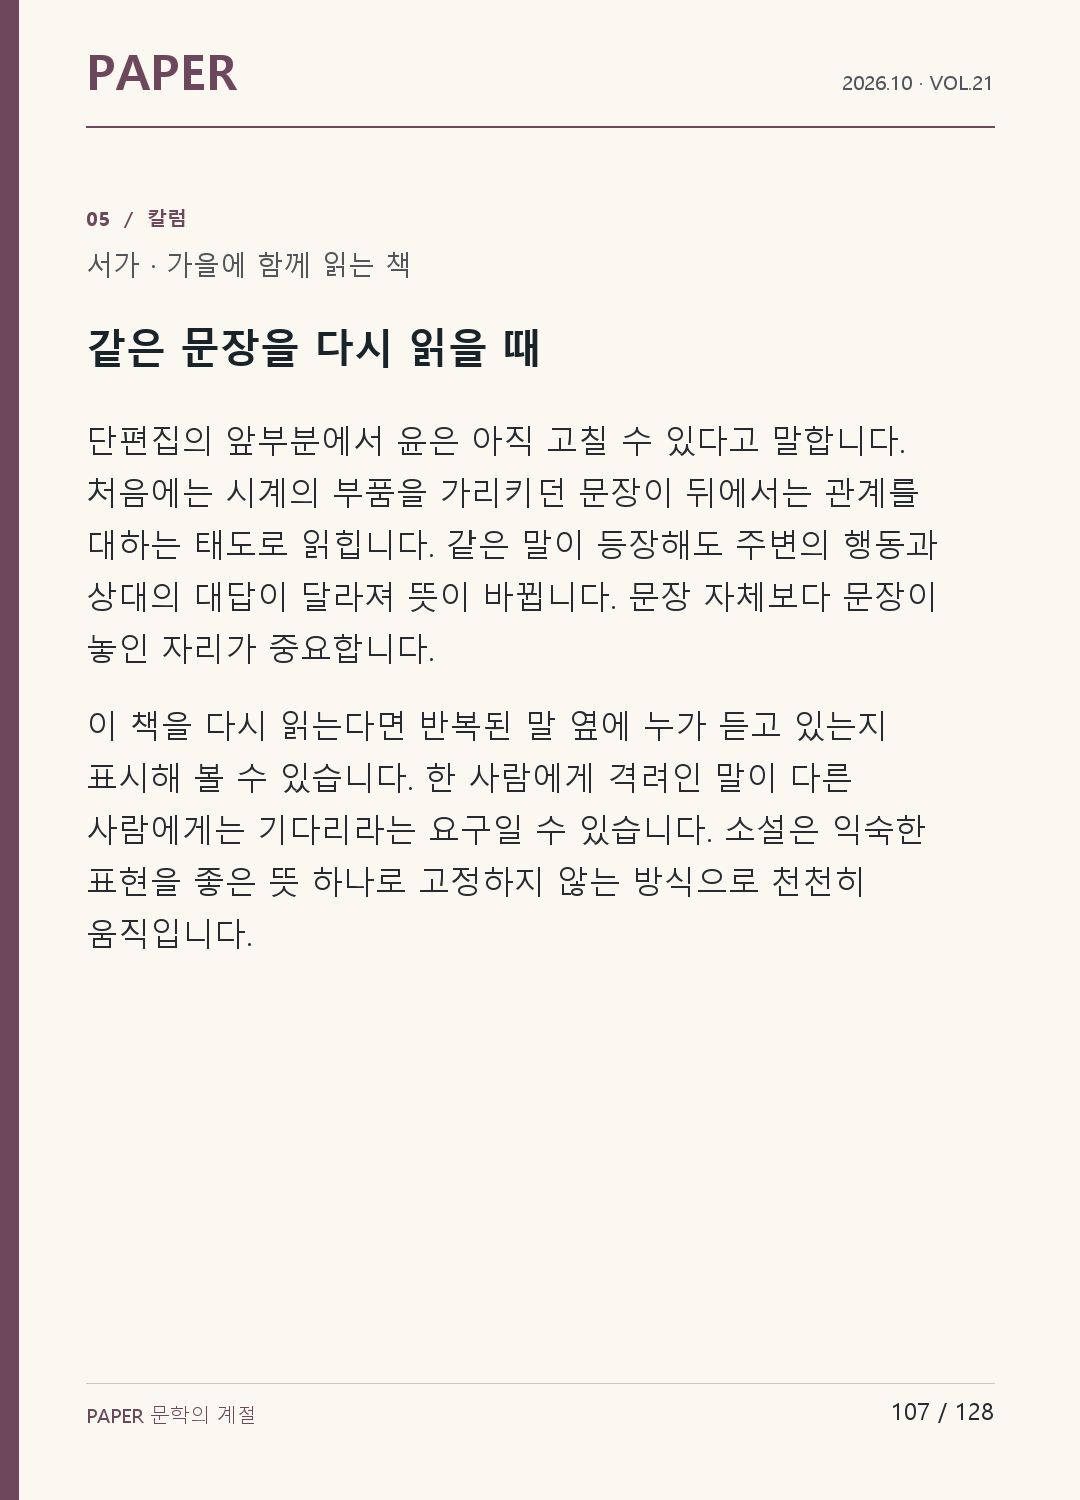 PAPER
2026.10 · VOL.21
05 / 칼럼
서가 · 가을에 함께 읽는 책
같은 문장을 다시 읽을 때
단편집의 앞부분에서 윤은 아직 고칠 수 있다고 말합니다.
처음에는 시계의 부품을 가리키던 문장이 뒤에서는 관계를
대하는 태도로 읽힙니다. 같은 말이 등장해도 주변의 행동과
상대의 대답이 달라져 뜻이 바뀝니다. 문장 자체보다 문장이
놓인 자리가 중요합니다.
이 책을 다시 읽는다면 반복된 말 옆에 누가 듣고 있는지
표시해 볼 수 있습니다. 한 사람에게 격려인 말이 다른
사람에게는 기다리라는 요구일 수 있습니다. 소설은 익숙한
표현을 좋은 뜻 하나로 고정하지 않는 방식으로 천천히
움직입니다.
PAPER 문학의 계절
107 / 128